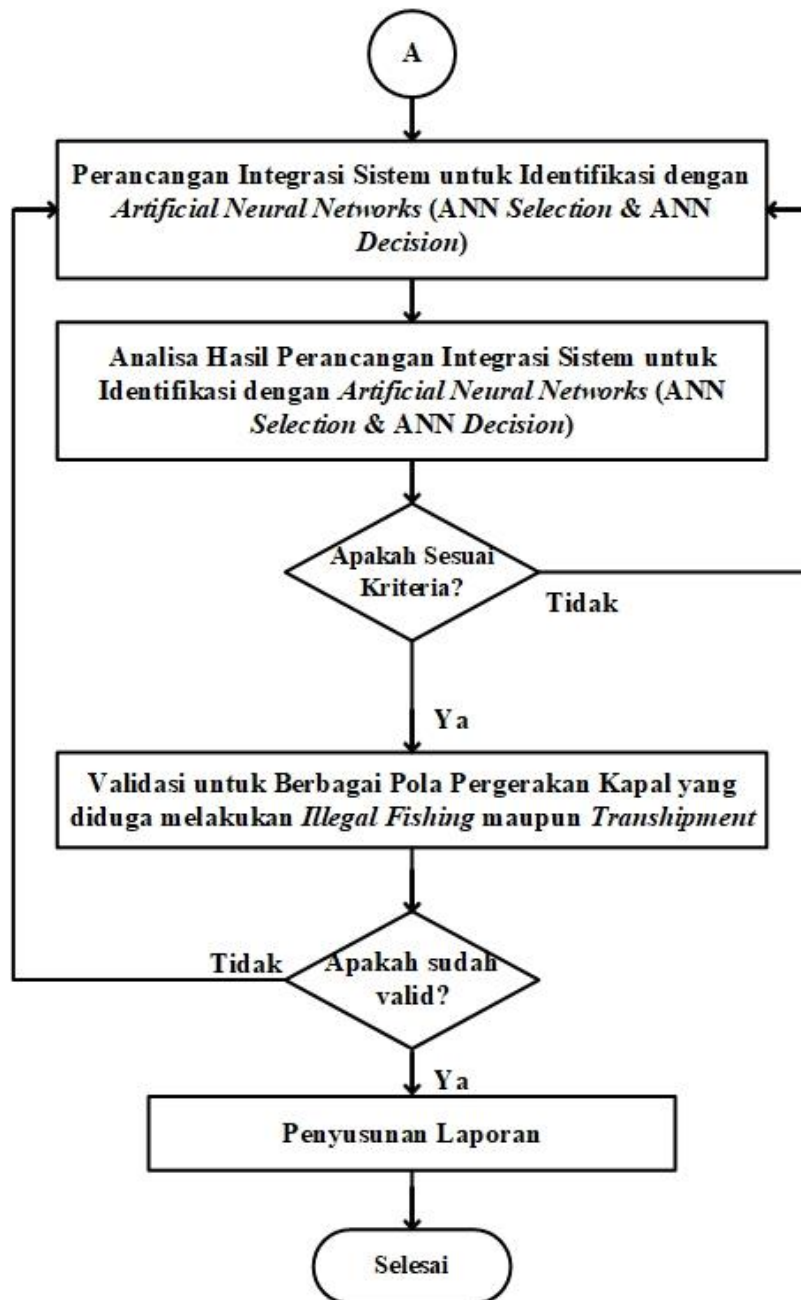 A
Perancangan Integrasi Sistem untuk Identifikasi dengan
Artificial Neural Networks (ANN Selection & ANN
Decision)
Analisa Hasil Perancangan Integrasi Sistem untuk
Identifikasi dengan Artificial Neural Networks (ANN
Selection & ANN Decision)
Apakah Sesuai
Kriteria?
Tidak
Ya
Validasi untuk Berbagai Pola Pergerakan Kapal yang
diduga melakukan Illegal Fishing maupun Transhipment
Tidak
Apakah sudah
valid?
Ya
Penyusunan Laporan
Selesai